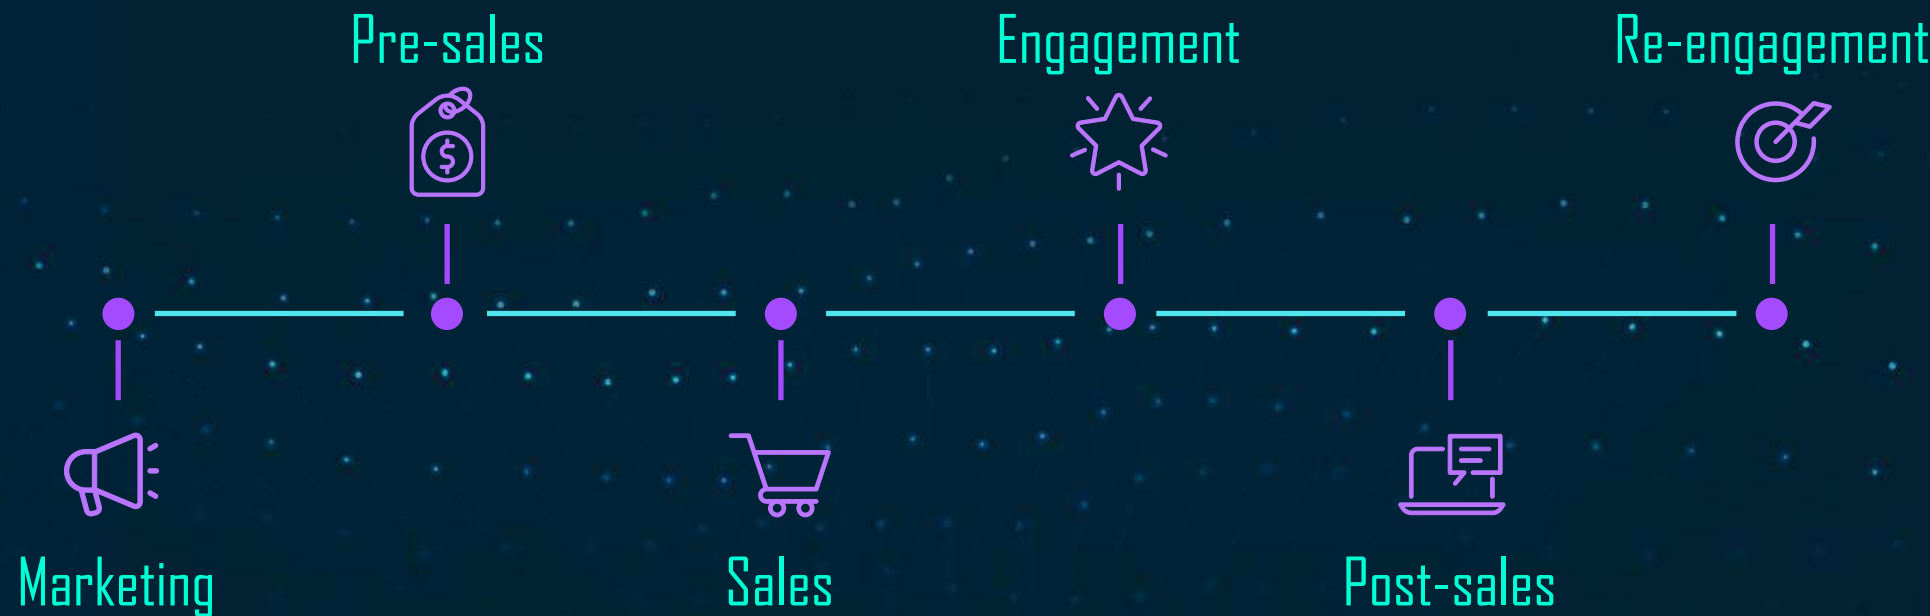 Pre-sales
Engagement
Re-engagement
$
Marketing
Sales
Post-sales